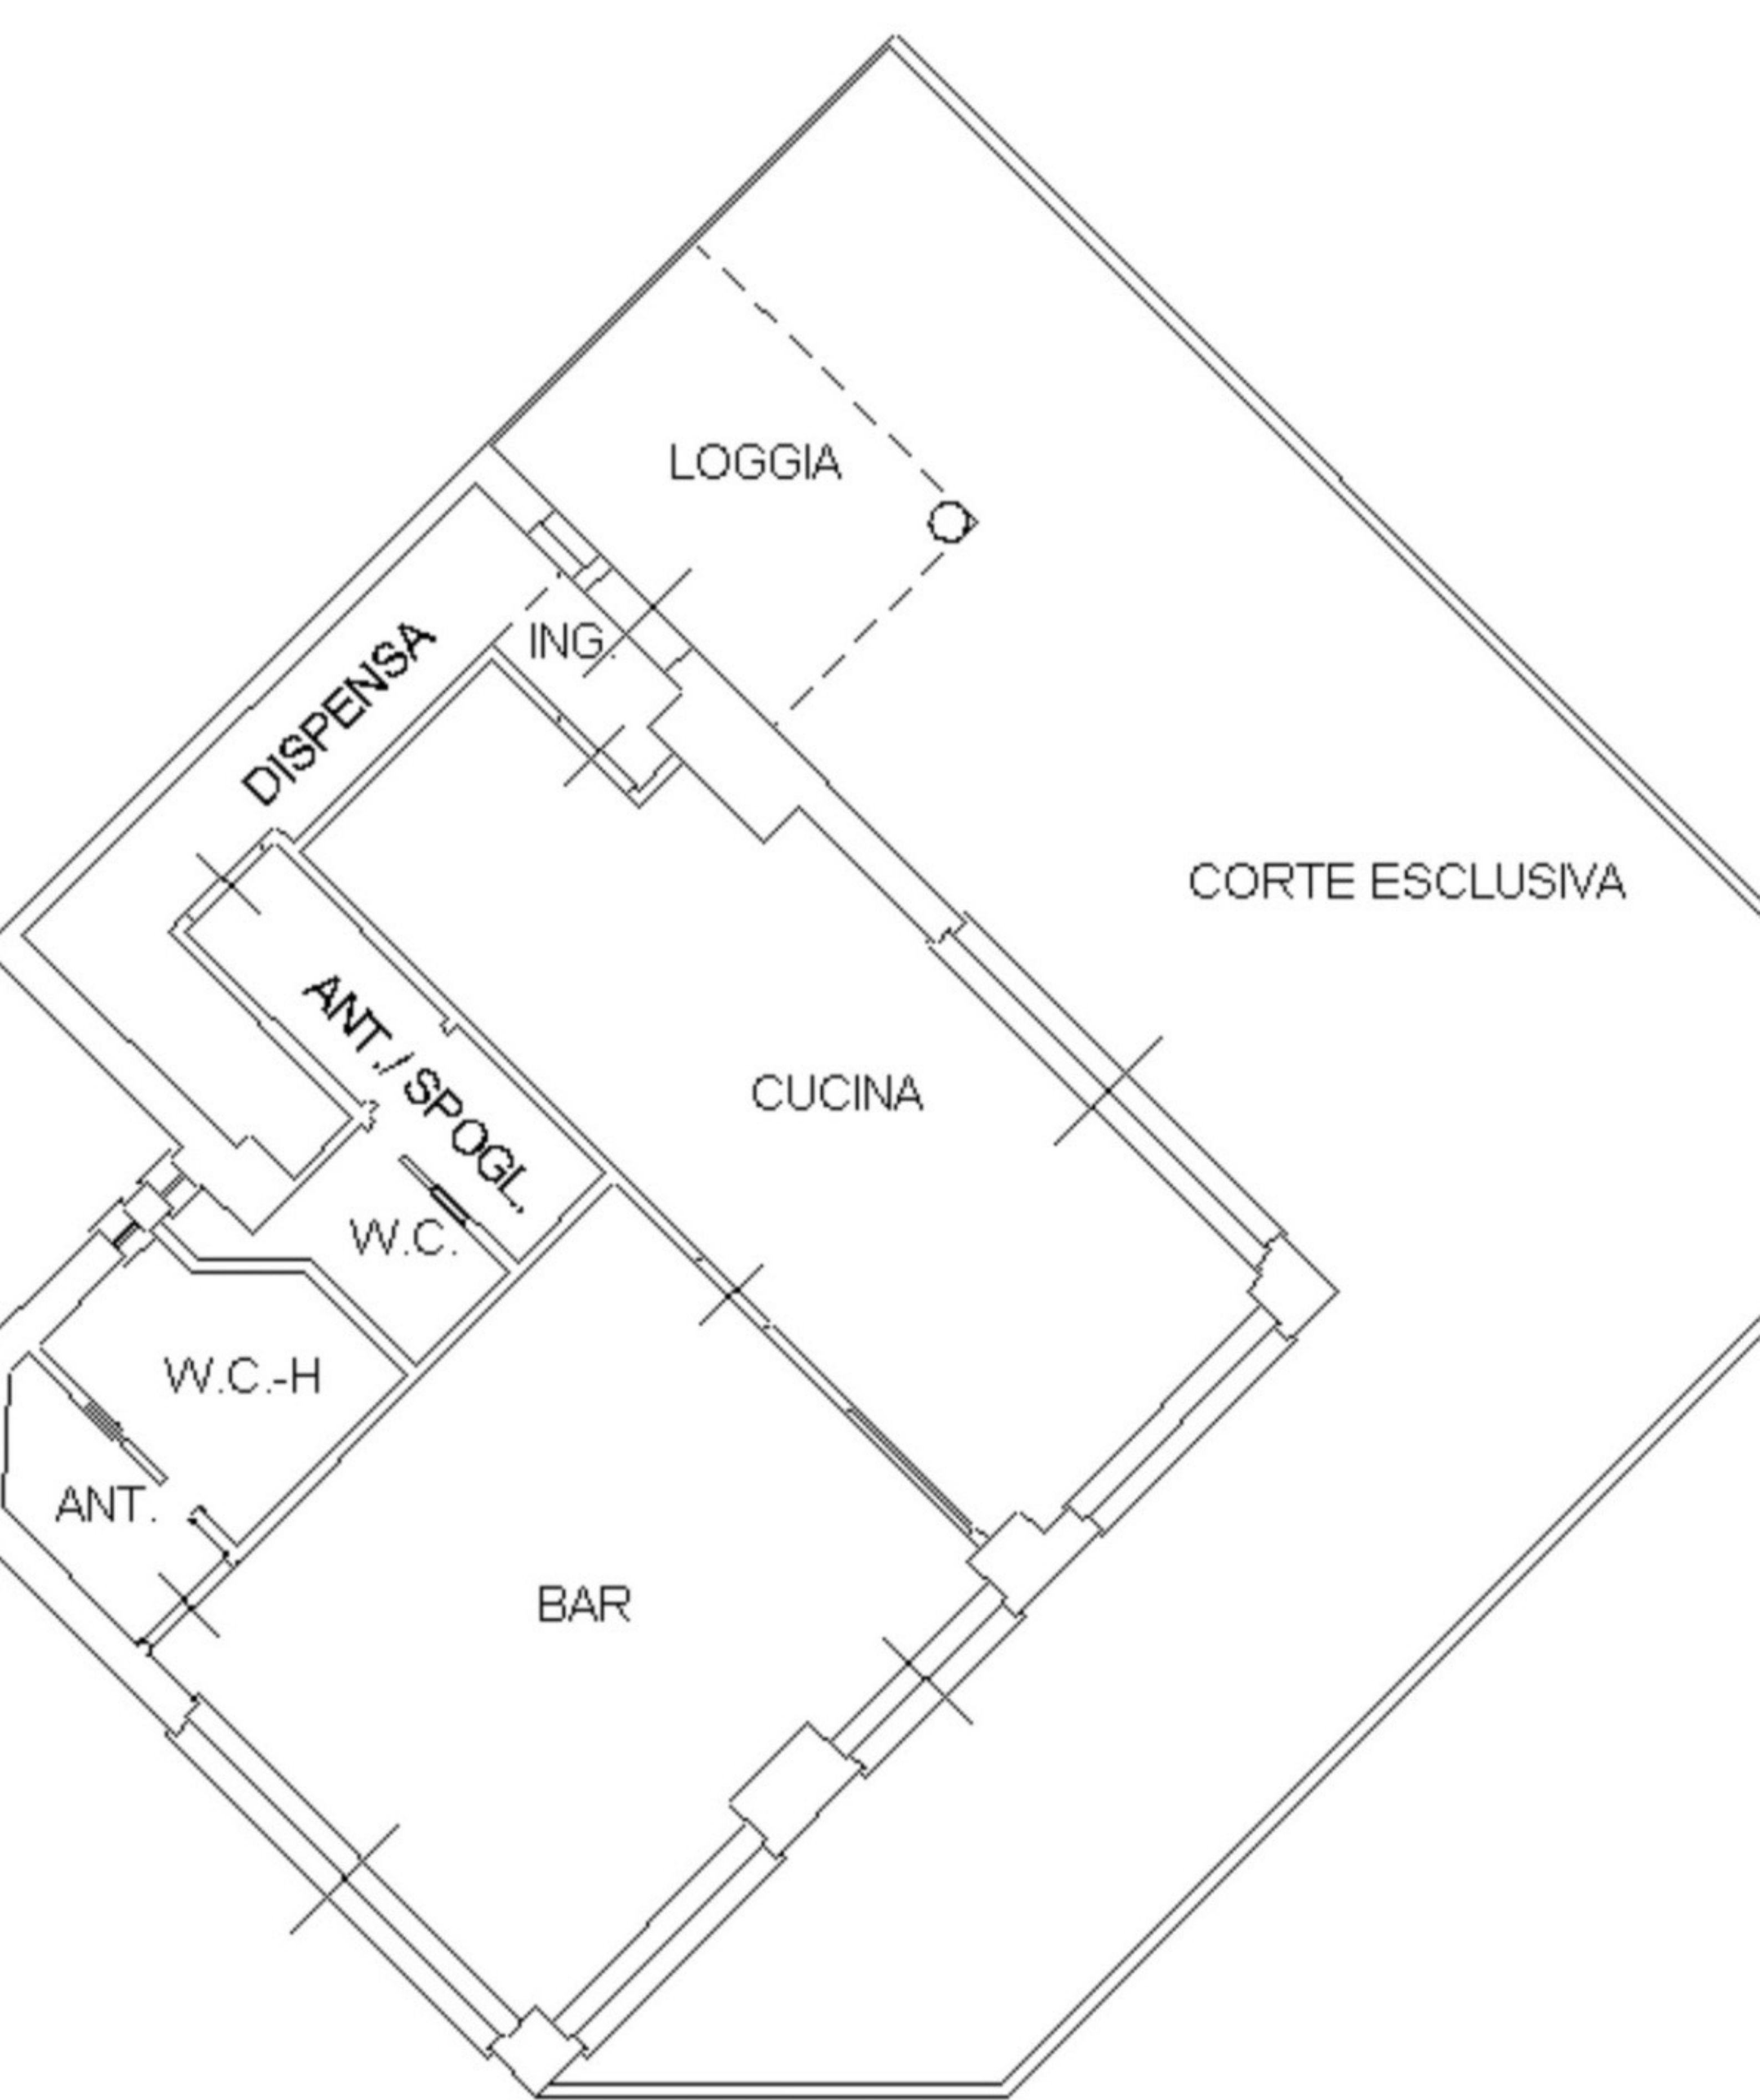 LOGGIA
ING.
DISPENSA
CORTE ESCLUSIVA
ANT./ SPOGL.
CUCINA
W.C.
W.C.-H
ANT.
BAR